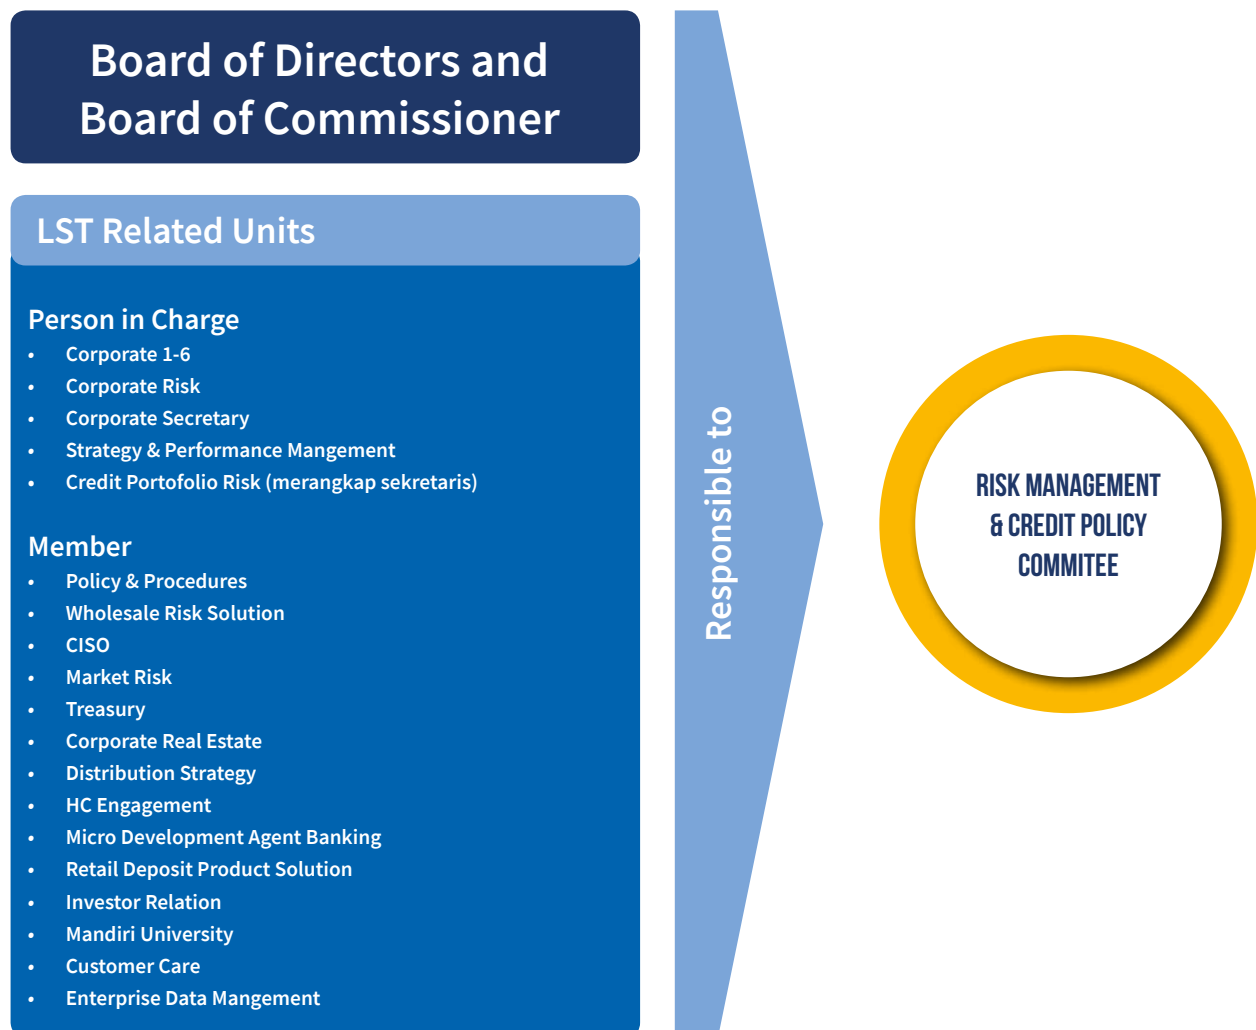 Board of Directors and
Board of Commissioner
LST Related Units
Person in Charge
• Corporate 1-6
• Corporate Risk
• Corporate Secretary
• Strategy & Performance Mangement
• Credit Portofolio Risk (merangkap sekretaris)
Member
• Policy & Procedures
• Wholesale Risk Solution
• CISO
• Market Risk
• Treasury
• Corporate Real Estate
• Distribution Strategy
• HC Engagement
• Micro Development Agent Banking
• Retail Deposit Product Solution
• Investor Relation
• Mandiri University
• Customer Care
• Enterprise Data Mangement
Responsible to
RISK MANAGEMENT
& CREDIT POLICY
COMMITEE